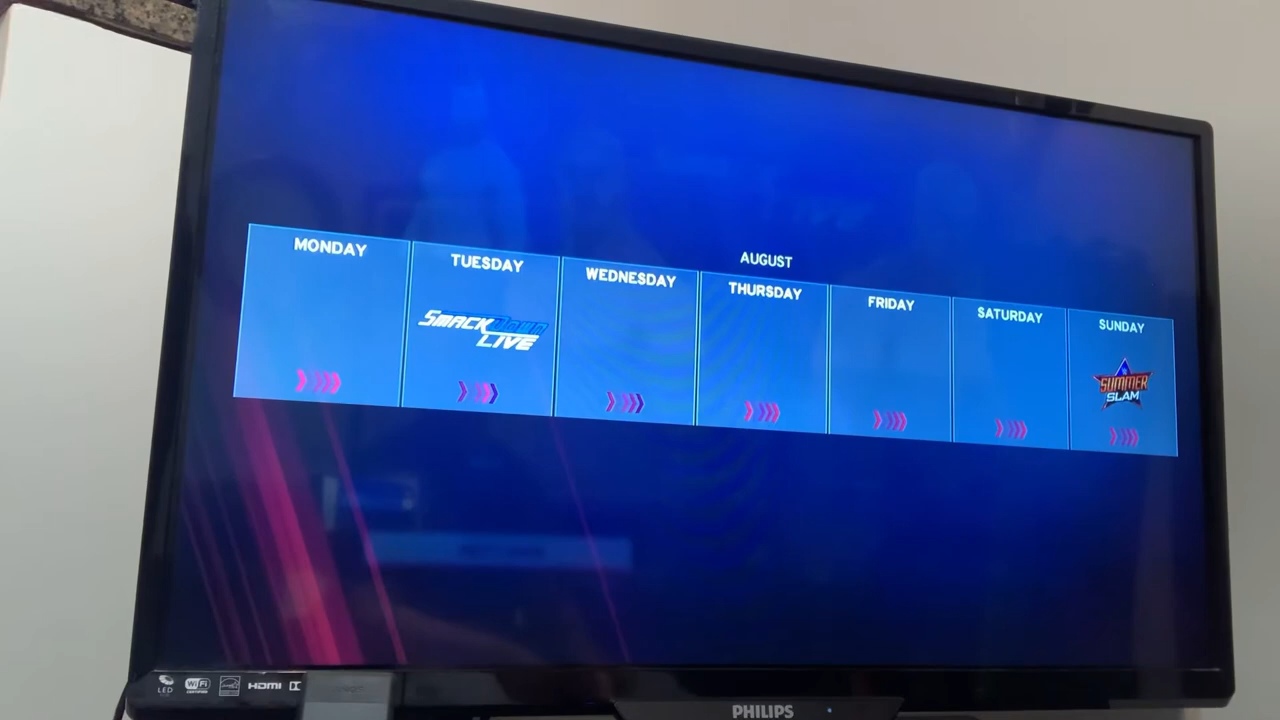 AUGUST
MONDAY
TUESDAY
WEDNESDAY
THURSDAY
FRIDAY
SATURDAY
SUNDAY
SMACKDOWN
LIVE
SUMMER
SLAM
LED
WiFi
HDMI
PHILIPS